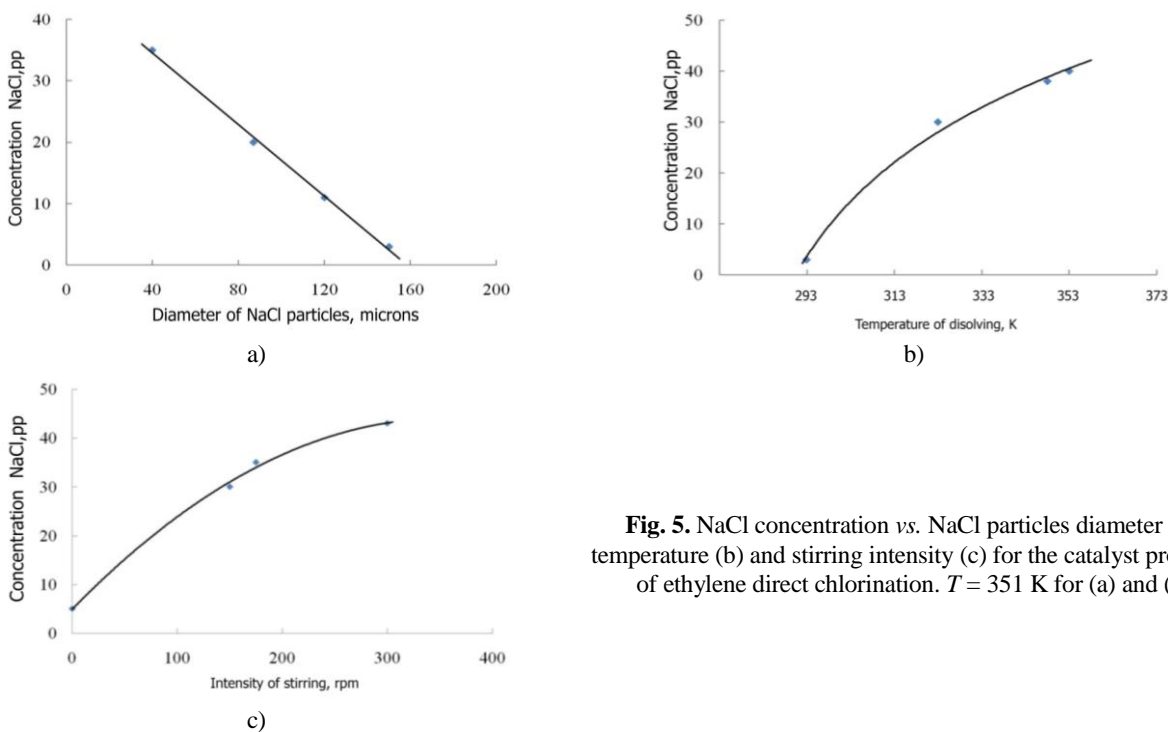 40
30
20
10
0
Concentration NaCl,pp
0 40 80 120 160 200
Diameter of NaCl particles, microns
a)
50
40
30
20
10
0
Concentration NaCl,pp
293 313 333 353 373
Temperature of disolving, K
b)
50
40
30
20
10
0
Concentration NaCl,pp
0 100 200 300 400
Intensity of stirring, rpm
c)
Fig. 5. NaCl concentration vs. NaCl particles diameter
temperature (b) and stirring intensity (c) for the catalyst pr
of ethylene direct chlorination. T = 351 K for (a) and (